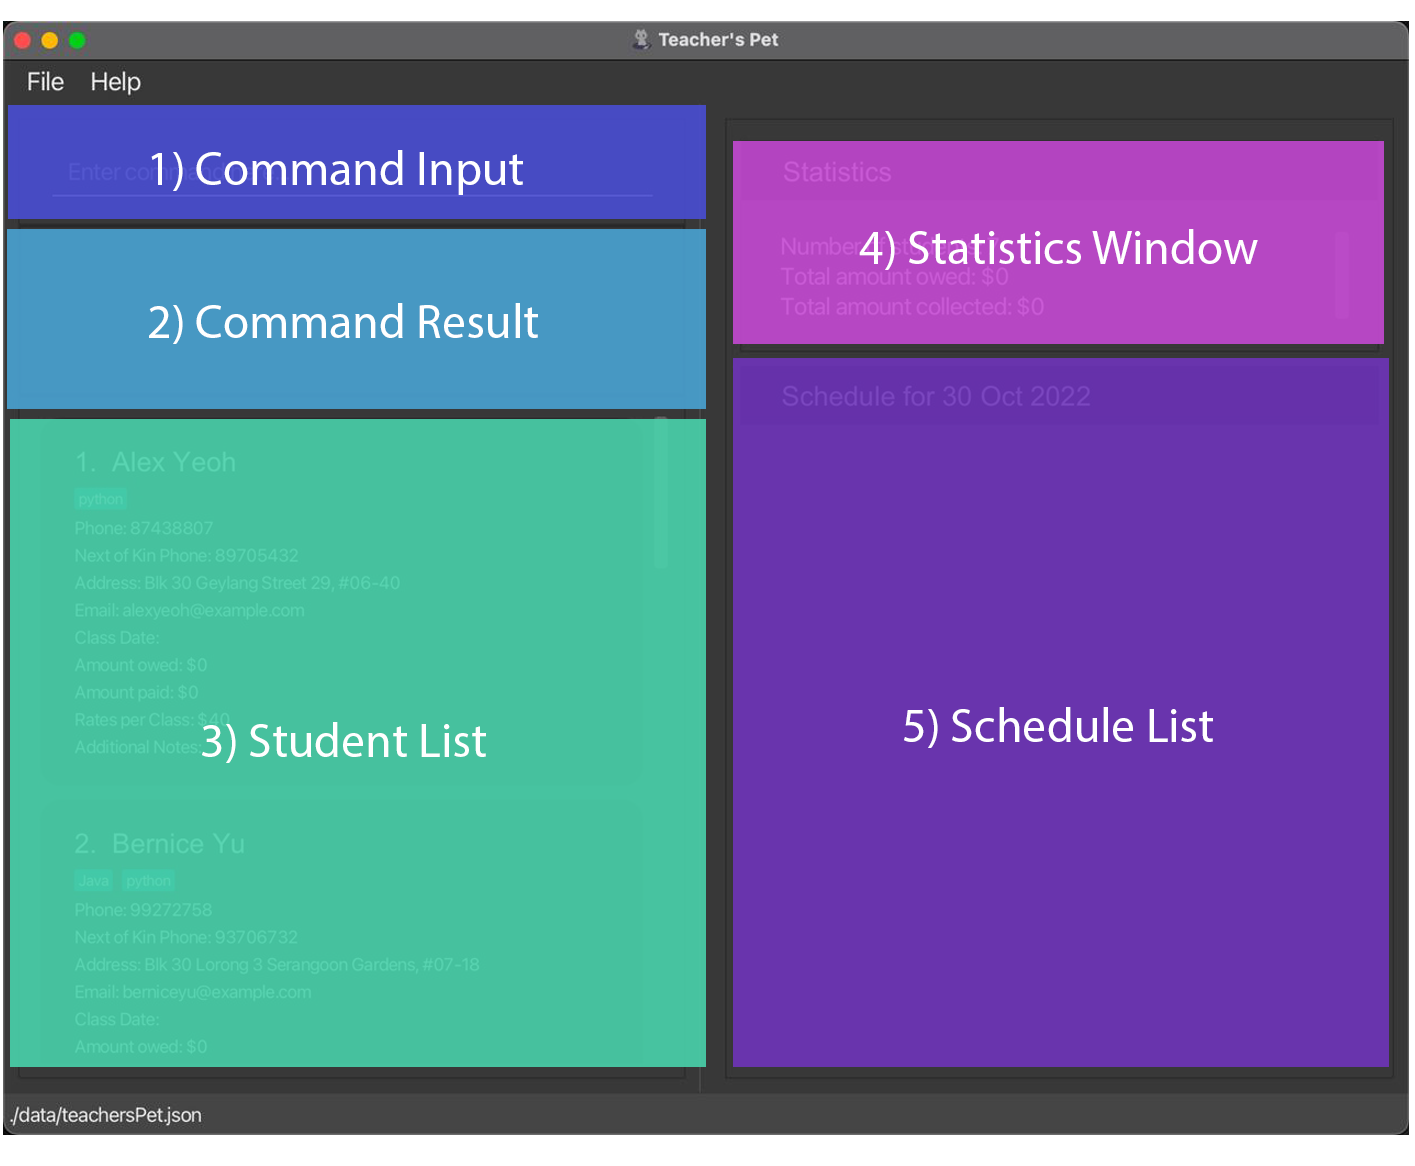 Teacher's Pet
File Help
1) Command Input
Enter
2) Command Result
3) Student List
1. Alex Yeoh
python
Phone: 87438807
Next of Kin Phone: 89705432
Address: Blk 30 Geylang Street 29, #06-40
Email: alexyeoh@example.com
Class Date:
Amount owed: $0
Amount paid: $0
Rates per Class: $40
Additional Notes:
2. Bernice Yu
Java python
Phone: 99272758
Next of Kin Phone: 93706732
Address: Blk 30 Lorong 3 Serangoon Gardens, #07-18
Email: berniceyu@example.com
Class Date:
Amount owed: $0
Statistics
4) Statistics Window
Number of students:
Total amount owed: $0
Total amount collected: $0
Schedule for 30 Oct 2022
5) Schedule List
./data/teachersPet.json